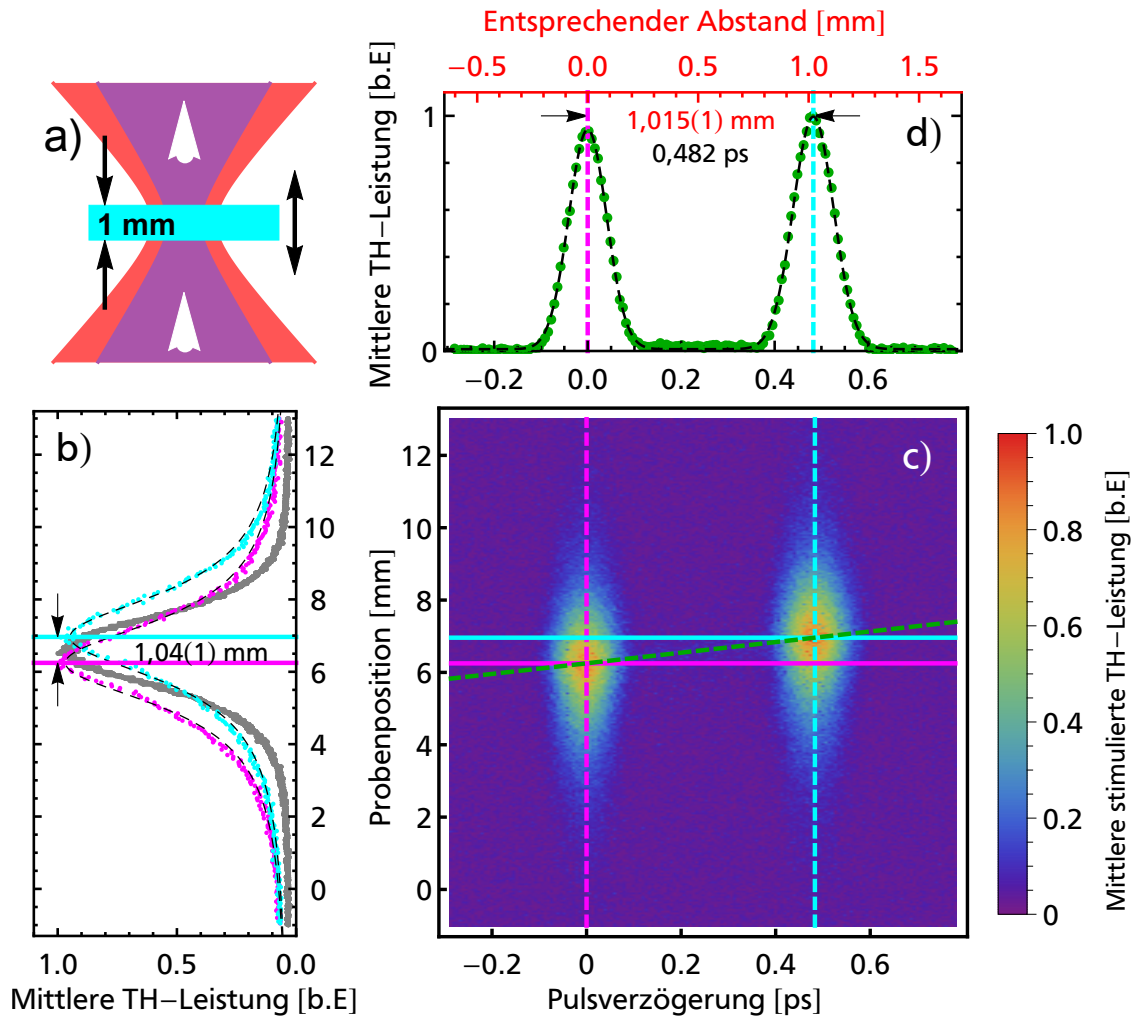 a)
1 mm
Entsprechender Abstand [mm]
−0.5 0.0 0.5 1.0 1.5
Mittlere TH−Leistung [b.E]
1
0
1,015(1) mm
0,482 ps
d)
−0.2 0.0 0.2 0.4 0.6
b)
12
10
8
6
4
2
0
1,04(1) mm
1.0 0.5 0.0
Mittlere TH−Leistung [b.E]
Probenposition [mm]
c)
12
10
8
6
4
2
0
−0.2 0.0 0.2 0.4 0.6
Pulsverzögerung [ps]
1.0
0.8
0.6
0.4
0.2
0
Mittlere stimulierte TH−Leistung [b.E]